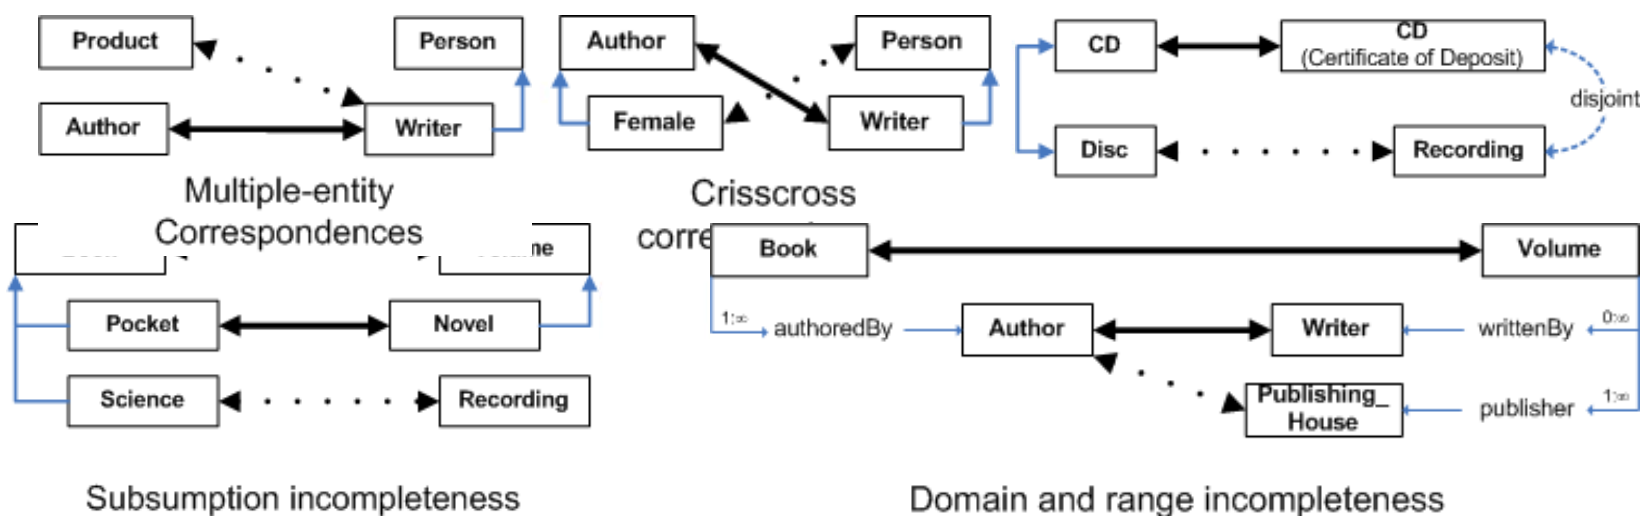 Product
Person
Author
Writer
Multiple-entity
Correspondences
Author
Person
Female
Writer
Crisscross
CD
CD
(Certificate of Deposit)
disjoint
Disc
Recording
Pocket
Novel
Science
Recording
Subsumption incompleteness
Book
Volume
1:∞
authoredBy
Author
Writer
writtenBy
0:∞
Publishing_
House
publisher
1:∞
Domain and range incompleteness